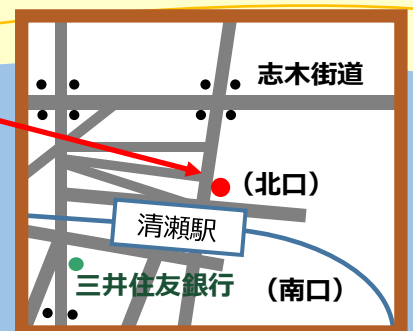 志木街道
（北口）
清瀬駅
三井住友銀行
（南口）